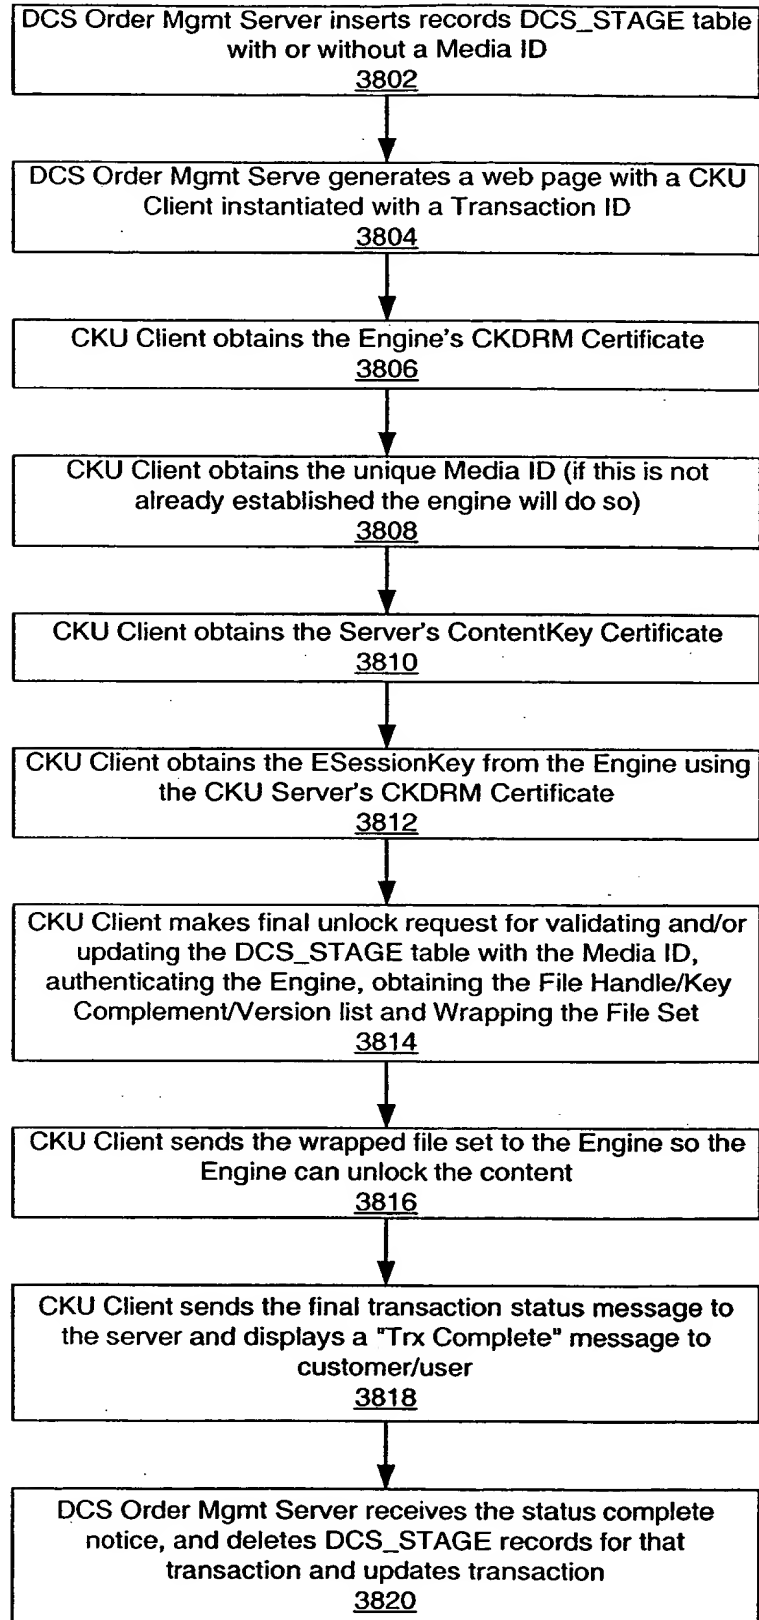 DCS Order Mgmt Server inserts records DCS_STAGE table
with or without a Media ID
3802
DCS Order Mgmt Serve generates a web page with a CKU
Client instantiated with a Transaction ID
3804
CKU Client obtains the Engine's CKDRM Certificate
3806
CKU Client obtains the unique Media ID (if this is not
already established the engine will do so)
3808
CKU Client obtains the Server's ContentKey Certificate
3810
CKU Client obtains the ESessionKey from the Engine using
the CKU Server's CKDRM Certificate
3812
CKU Client makes final unlock request for validating and/or
updating the DCS_STAGE table with the Media ID,
authenticating the Engine, obtaining the File Handle/Key
Complement/Version list and Wrapping the File Set
3814
CKU Client sends the wrapped file set to the Engine so the
Engine can unlock the content
3816
CKU Client sends the final transaction status message to
the server and displays a "Trx Complete" message to
customer/user
3818
DCS Order Mgmt Server receives the status complete
notice, and deletes DCS_STAGE records for that
transaction and updates transaction
3820